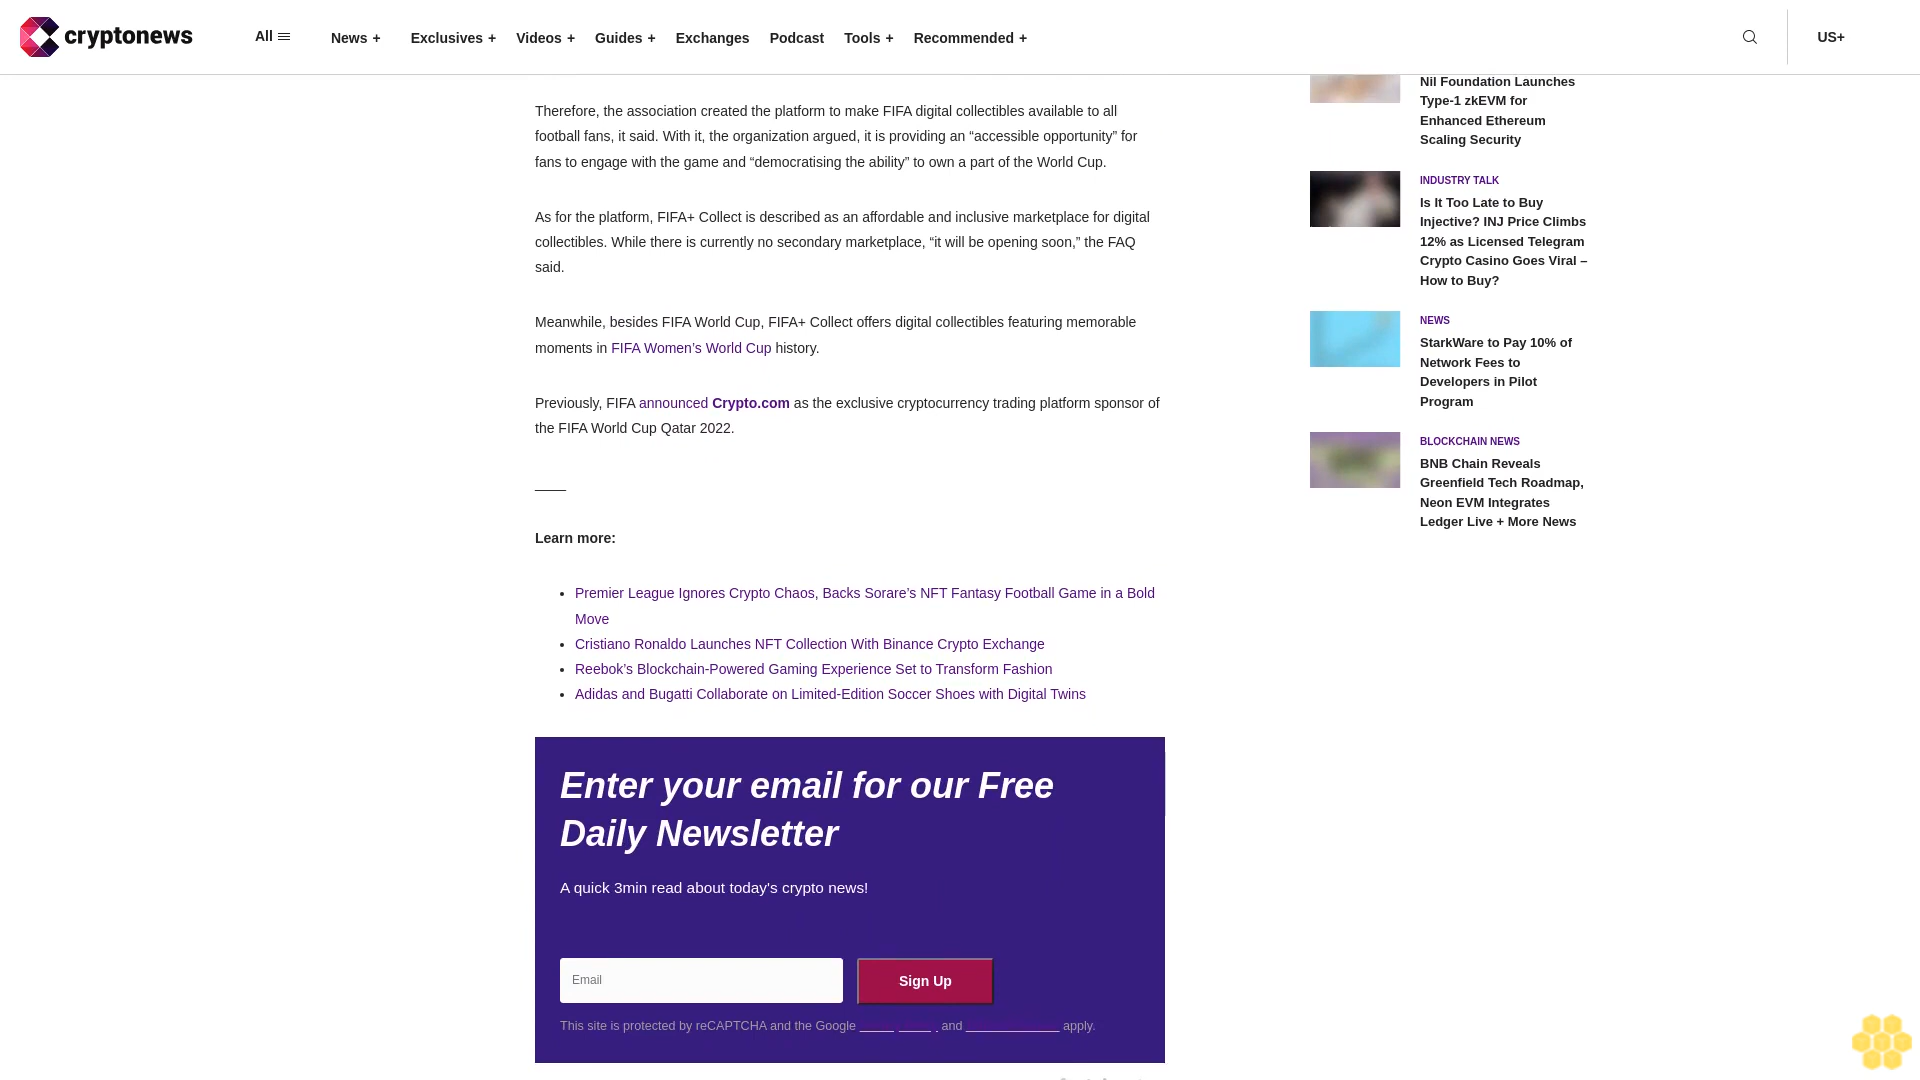 cryptonews
All
News +
Exclusives +
Videos +
Guides +
Exchanges
Podcast
Tools +
Recommended +
US+
Therefore, the association created the platform to make FIFA digital collectibles available to all
football fans, it said. With it, the organization argued, it is providing an “accessible opportunity” for
fans to engage with the game and “democratising the ability” to own a part of the World Cup.
As for the platform, FIFA+ Collect is described as an affordable and inclusive marketplace for digital
collectibles. While there is currently no secondary marketplace, “it will be opening soon,” the FAQ
said.
Meanwhile, besides FIFA World Cup, FIFA+ Collect offers digital collectibles featuring memorable
moments in FIFA Women’s World Cup history.
Previously, FIFA announced Crypto.com as the exclusive cryptocurrency trading platform sponsor of
the FIFA World Cup Qatar 2022.
____
Learn more:
• Premier League Ignores Crypto Chaos, Backs Sorare’s NFT Fantasy Football Game in a Bold
Move
• Cristiano Ronaldo Launches NFT Collection With Binance Crypto Exchange
• Reebok’s Blockchain-Powered Gaming Experience Set to Transform Fashion
• Adidas and Bugatti Collaborate on Limited-Edition Soccer Shoes with Digital Twins
Enter your email for our Free
Daily Newsletter
A quick 3min read about today's crypto news!
Email
Sign Up
This site is protected by reCAPTCHA and the Google and apply.
Nil Foundation Launches
Type-1 zkEVM for
Enhanced Ethereum
Scaling Security
INDUSTRY TALK
Is It Too Late to Buy
Injective? INJ Price Climbs
12% as Licensed Telegram
Crypto Casino Goes Viral –
How to Buy?
NEWS
StarkWare to Pay 10% of
Network Fees to
Developers in Pilot
Program
BLOCKCHAIN NEWS
BNB Chain Reveals
Greenfield Tech Roadmap,
Neon EVM Integrates
Ledger Live + More News